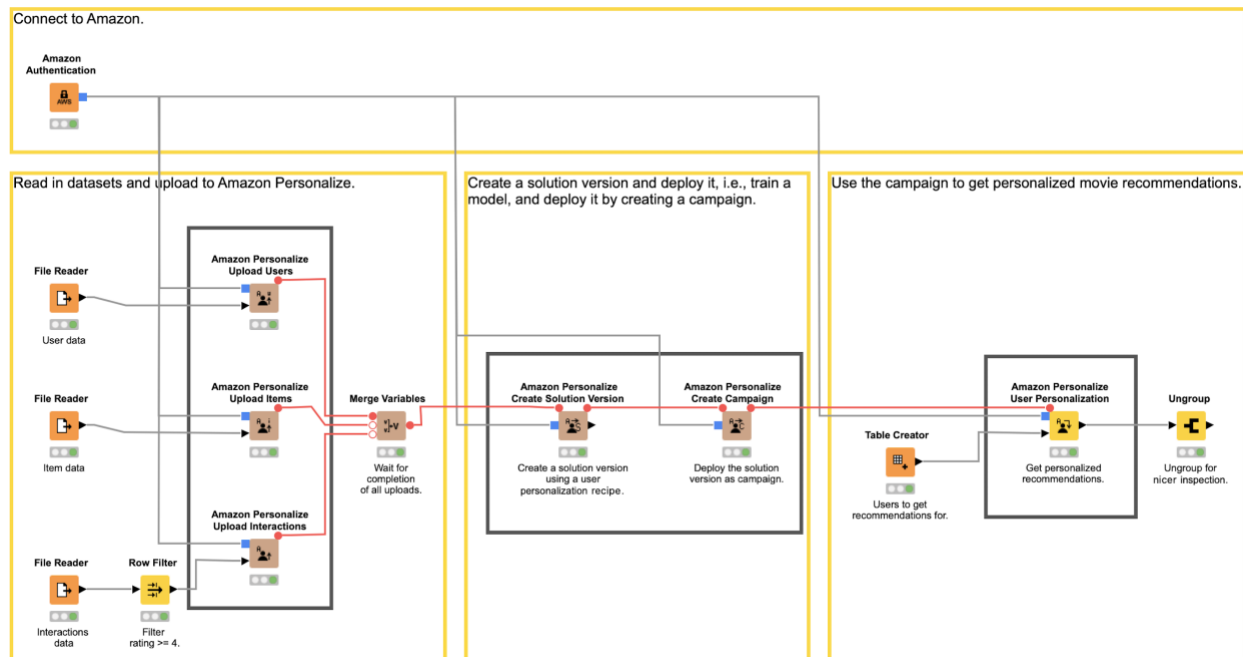 Connect to Amazon.
Amazon
Authentication
AWS
Read in datasets and upload to Amazon Personalize.
File Reader
User data
Amazon Personalize
Upload Users
File Reader
Item data
Amazon Personalize
Upload Items
Merge Variables
Wait for
completion
of all uploads.
File Reader
Interactions
data
Row Filter
Filter
rating >= 4.
Amazon Personalize
Upload Interactions
Create a solution version and deploy it, i.e., train a
model, and deploy it by creating a campaign.
Amazon Personalize
Create Solution Version
Create a solution version
using a user
personalization recipe.
Amazon Personalize
Create Campaign
Deploy the solution
version as campaign.
Use the campaign to get personalized movie recommendations.
Table Creator
Users to get
recommendations for.
Amazon Personalize
User Personalization
Get personalized
recommendations.
Ungroup
Ungroup for
nicer inspection.